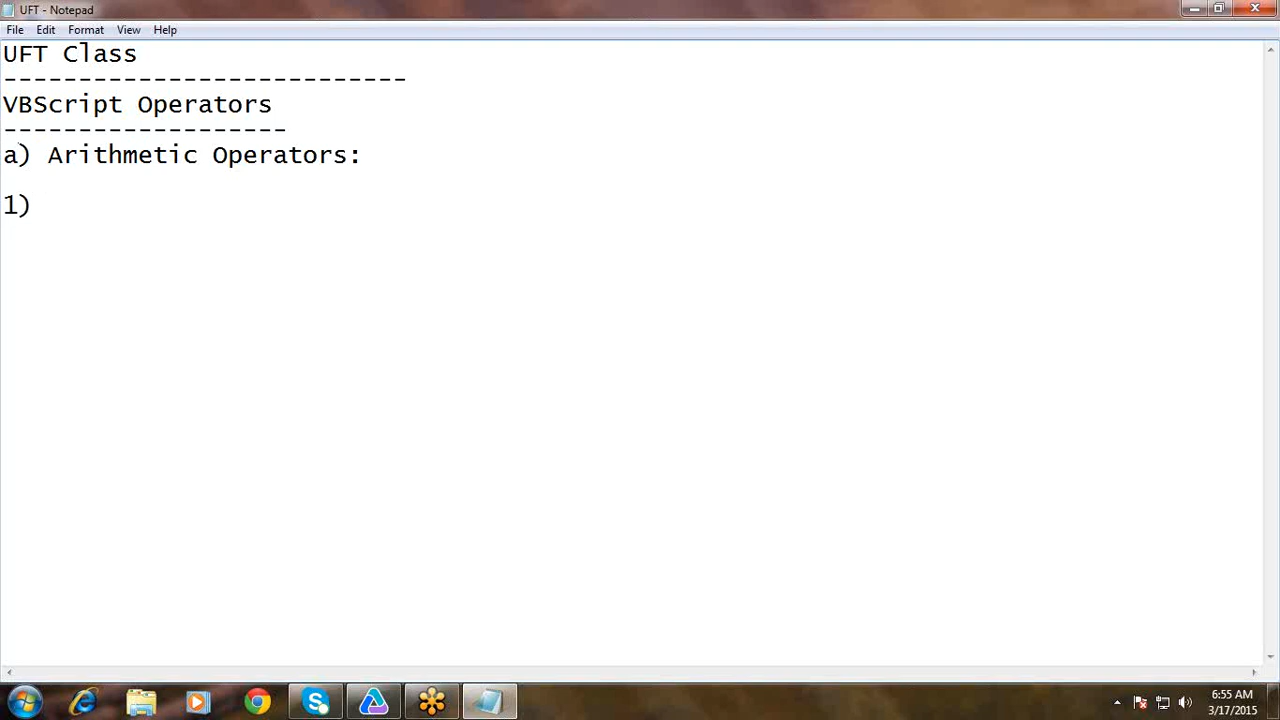 UFT - Notepad
File Edit Format View Help
UFT Class
---------------------------
VBScript Operators
-------------------
a) Arithmetic Operators:
1)
6:55 AM
3/17/2015